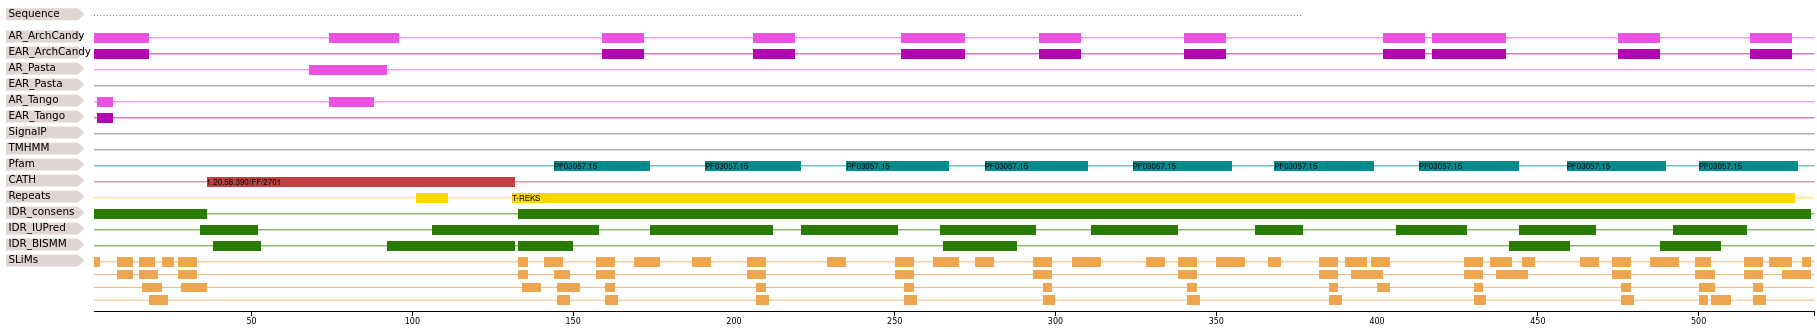 Sequence
AR_ArchCandy
EAR_ArchCandy
AR_Pasta
EAR_Pasta
AR_Tango
EAR_Tango
SignalP
TMHMM
Pfam PF03057.15 PF03057.15 PF03057.15 PF03057.15 PF03057.15 PF03057.15 PF03057.15 PF03057.15 PF03057.15
CATH 1.20.58.390/FF/2701
Repeats T-REKS
IDR_consens
IDR_IUPred
IDR_BISMM
SLiMs
50 100 150 200 250 300 350 400 450 500